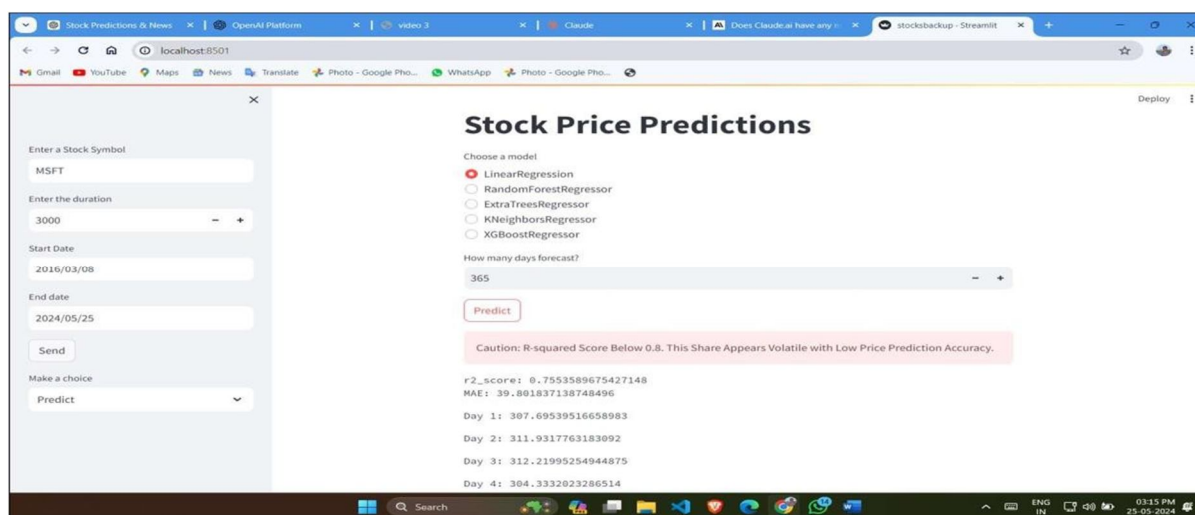 Stock Predictions & News
OpenAI Platform
video 3
Claude
Does Claude.ai have any
stocksbackup - Streamlit
localhost:8501
Gmail
YouTube
Maps
News
Translate
Photo - Google Pho...
WhatsApp
Photo - Google Pho...
Deploy
Enter a Stock Symbol
MSFT
Enter the duration
3000
Start Date
2016/03/08
End date
2024/05/25
Send
Make a choice
Predict
Stock Price Predictions
Choose a model
LinearRegression
RandomForestRegressor
ExtraTreesRegressor
KNeighborsRegressor
XGBoostRegressor
How many days forecast?
365
Predict
Caution: R-squared Score Below 0.8. This Share Appears Volatile with Low Price Prediction Accuracy.
r2_score: 0.7553589675427148
MAE: 39.801837138748496
Day 1: 307.69539516658983
Day 2: 311.9317763183092
Day 3: 312.21995254944875
Day 4: 304.3332023286514
Search
ENG
IN
03:15 PM
25-05-2024